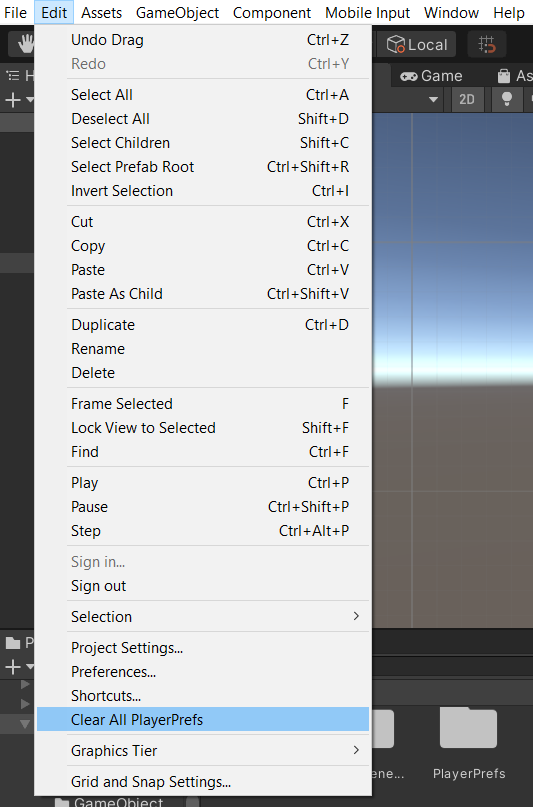 File Edit Assets GameObject Component Mobile Input Window Help
Undo Drag Ctrl+Z
Redo Ctrl+Y
Local
Game
Select All Ctrl+A
2D
Deselect All Shift+D
Select Children Shift+C
Select Prefab Root Ctrl+Shift+R
Invert Selection Ctrl+I
Cut Ctrl+X
Copy Ctrl+C
Paste Ctrl+V
Paste As Child Ctrl+Shift+V
Duplicate Ctrl+D
Rename
Delete
Frame Selected F
Lock View to Selected Shift+F
Find Ctrl+F
Play Ctrl+P
Pause Ctrl+Shift+P
Step Ctrl+Alt+P
Sign in...
Sign out
Selection
Project Settings...
Preferences...
Shortcuts...
Clear All PlayerPrefs
Graphics Tier
PlayerPrefs
Grid and Snap Settings...
GameObject